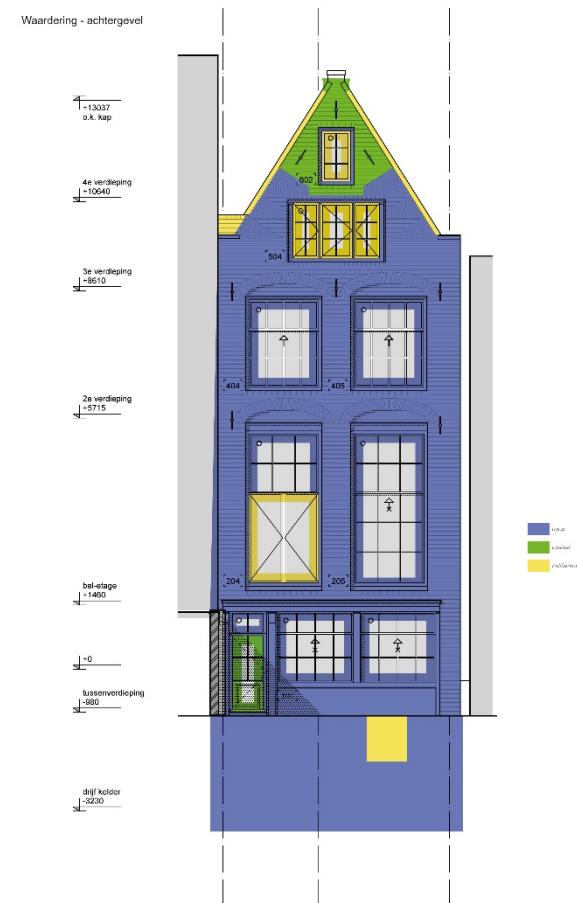 Waardering - achtergevel
+13037
o.k. kap
4e verdieping
+10640
602
504
3e verdieping
+8610
404
405
2e verdieping
+5715
204
205
bel-etage
+1460
+0
tussenverdieping
-980
101
drijf kelder
-3230